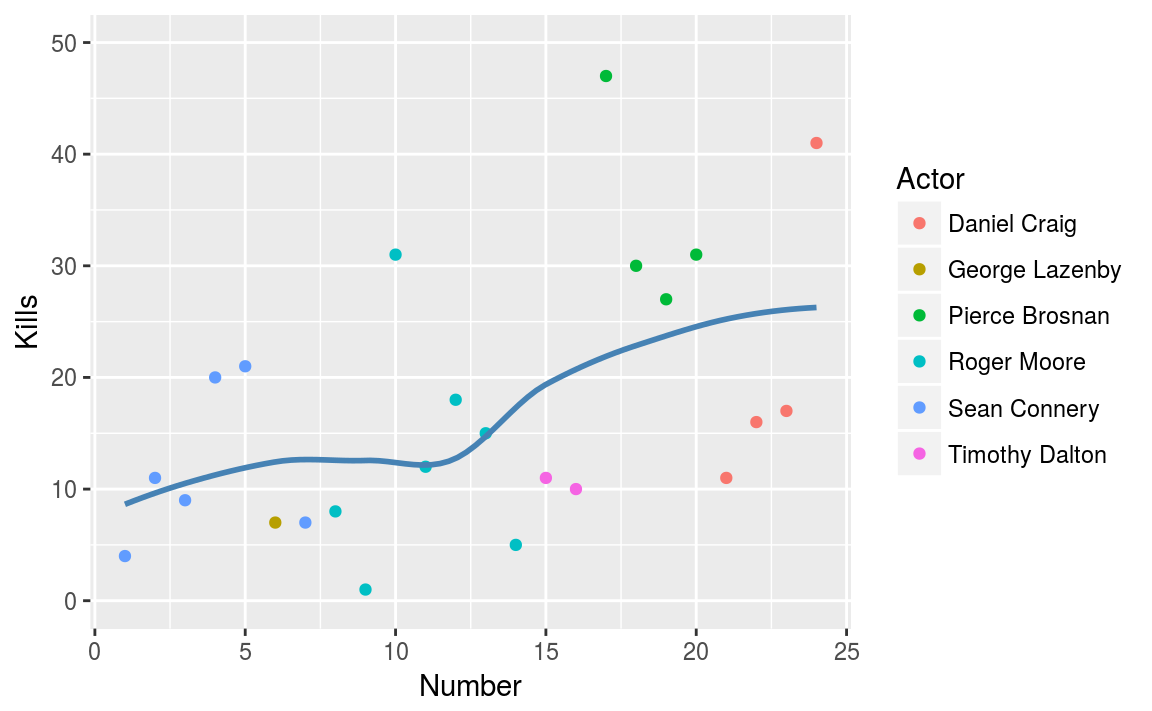 50
40
30
20
10
0
Kills
0 5 10 15 20 25
Number
Actor
Daniel Craig
George Lazenby
Pierce Brosnan
Roger Moore
Sean Connery
Timothy Dalton